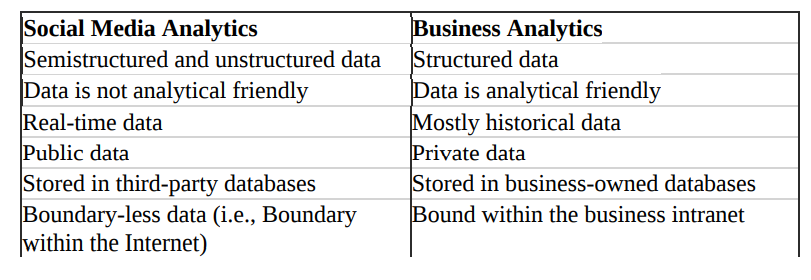 Social Media Analytics Business Analytics
Semistructured and unstructured data Structured data
Data is not analytical friendly Data is analytical friendly
Real-time data Mostly historical data
Public data Private data
Stored in third-party databases Stored in business-owned databases
Boundary-less data (i.e., Boundary Bound within the business intranet
within the Internet)